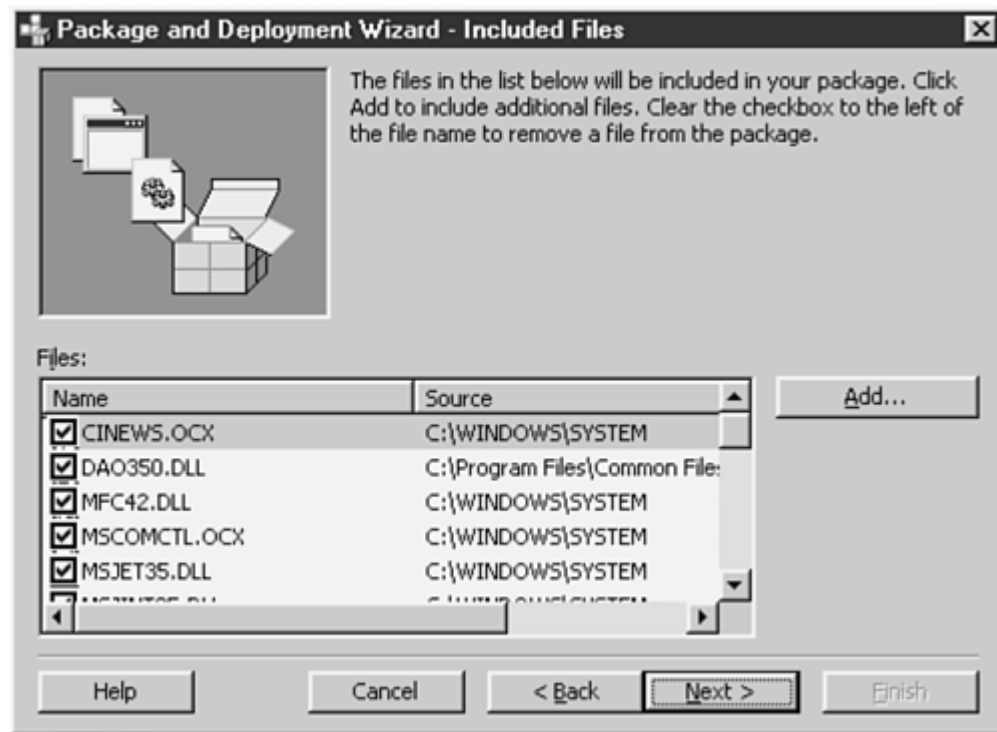 Package and Deployment Wizard - Included Files
The files in the list below will be included in your package. Click
Add to include additional files. Clear the checkbox to the left of
the file name to remove a file from the package.
Files:
Name Source
Add...
CINEWS.OCX C:\WINDOWS\SYSTEM
DAO350.DLL C:\Program Files\Common Files
MFC42.DLL C:\WINDOWS\SYSTEM
MSCOMCTL.OCX C:\WINDOWS\SYSTEM
MSJET35.DLL C:\WINDOWS\SYSTEM
Help Cancel < Back Next > Finish